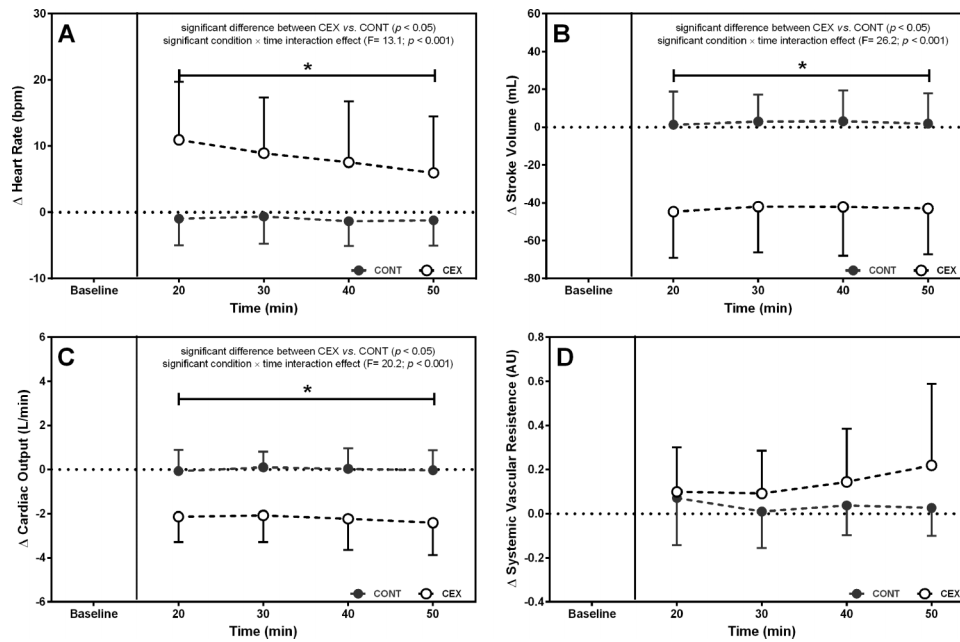 A
significant difference between CEX vs. CONT (p < 0.05)
significant condition × time interaction effect (F= 13.1; p < 0.001)
*
Δ Heart Rate (bpm)
30
20
10
0
-10
CONT CEX
Baseline 20 30 40 50
Time (min)
B
significant difference between CEX vs. CONT (p < 0.05)
significant condition × time interaction effect (F= 26.2; p < 0.001)
*
Δ Stroke Volume (mL)
60
40
20
0
-20
-40
-60
-80
CONT CEX
Baseline 20 30 40 50
Time (min)
C
significant difference between CEX vs. CONT (p < 0.05)
significant condition × time interaction effect (F= 20.2; p < 0.001)
*
Δ Cardiac Output (L/min)
6
4
2
0
-2
-4
-6
CONT CEX
Baseline 20 30 40 50
Time (min)
D
Δ Systemic Vascular Resistence (AU)
0.8
0.6
0.4
0.2
0.0
-0.2
-0.4
CONT CEX
Baseline 20 30 40 50
Time (min)